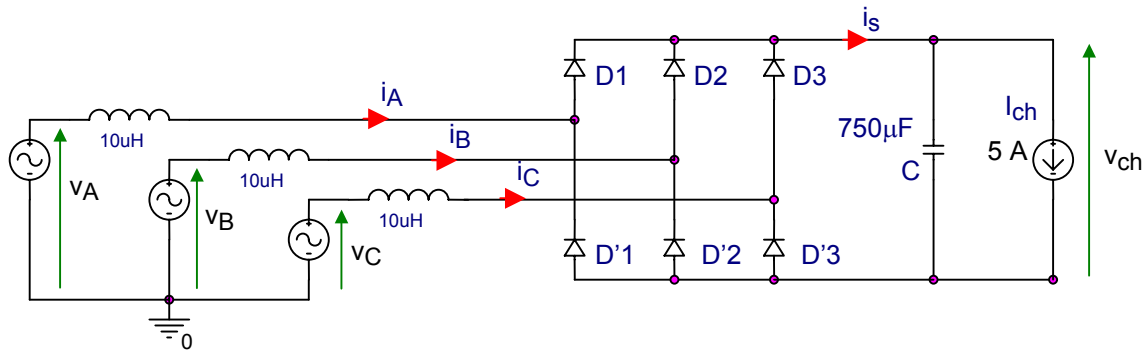 i_s
D1
D2
D3
i_A
I_ch
10uH
750µF
i_B
5 A
10uH
C
v_ch
i_C
v_A
10uH
v_B
v_C
D'1
D'2
D'3
0